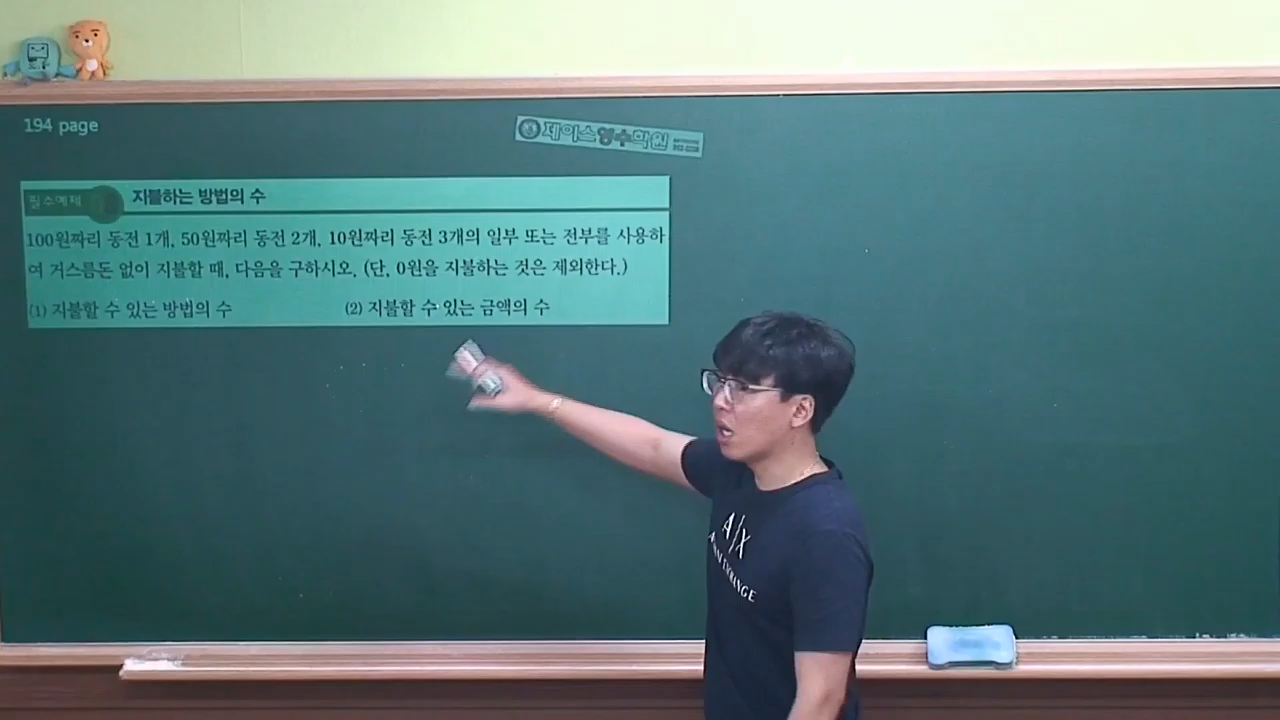 194 page
제이스영수학원
필수예제
지불하는 방법의 수
100원짜리 동전 1개, 50원짜리 동전 2개, 10원짜리 동전 3개의 일부 또는 전부를 사용하
여 거스름돈 없이 지불할 때, 다음을 구하시오. (단, 0원을 지불하는 것은 제외한다.)
(1) 지불할 수 있는 방법의 수 (2) 지불할 수 있는 금액의 수
A|X